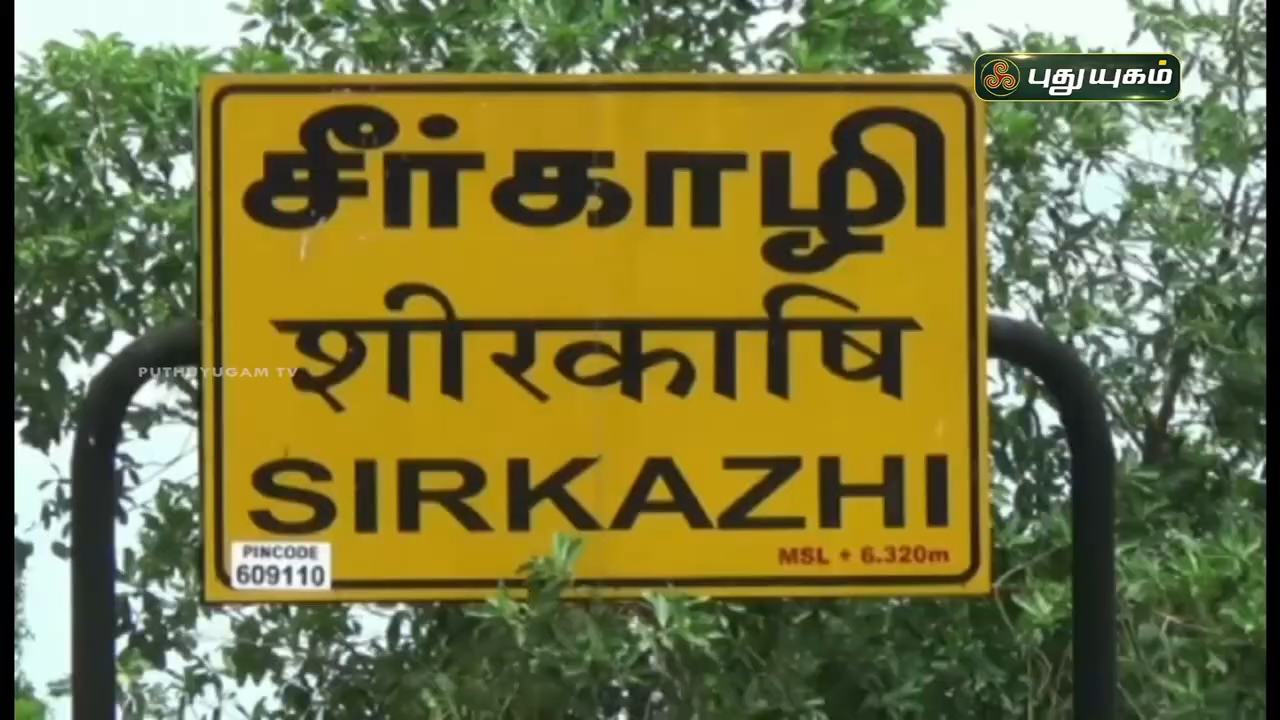 புதுயுகம்
சீர்காழி
शीरकाषि
PUTHUYUGAM TV
SIRKAZHI
PINCODE
609110
MSL + 6.320m